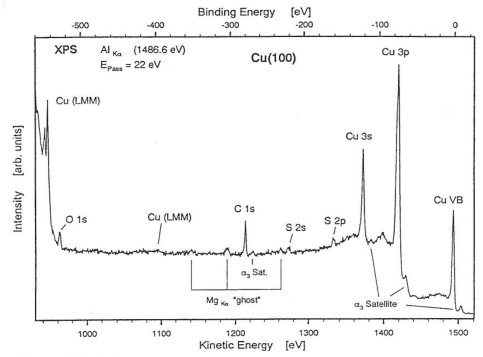 Binding Energy [eV]
-500 -400 -300 -200 -100 0
XPS Al Kα (1486.6 eV)
EPass = 22 eV
Cu(100)
Cu 3p
Cu (LMM)
Cu 3s
Cu VB
O 1s
Cu (LMM)
C 1s
S 2s
S 2p
α3 Sat.
Mg Kα "ghost"
α3 Satellite
Intensity [arb. units]
1000 1100 1200 1300 1400 1500
Kinetic Energy [eV]